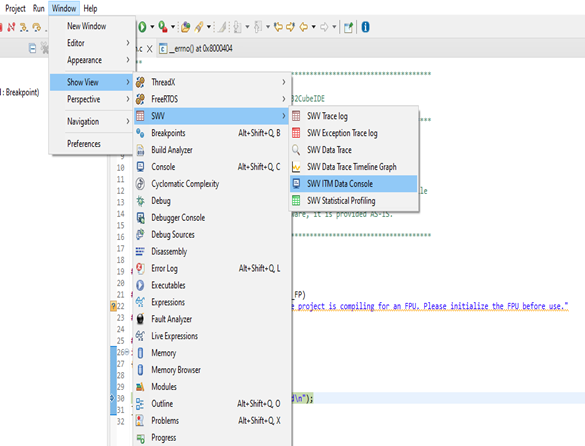 Project Run Window Help
New Window
Editor
Appearance
Show View
Perspective
Navigation
Preferences
: Breakpoint)
.c
__errno() at 0x8000404
ThreadX
FreeRTOS
SWV
Breakpoints Alt+Shift+Q, B
Build Analyzer
Console Alt+Shift+Q, C
Cyclomatic Complexity
Debug
Debugger Console
Debug Sources
Disassembly
Error Log Alt+Shift+Q, L
Executables
Expressions
Fault Analyzer
Live Expressions
Memory
Memory Browser
Modules
Outline Alt+Shift+Q, O
Problems Alt+Shift+Q, X
Progress
SWV Trace log
SWV Exception Trace log
SWV Data Trace
SWV Data Trace Timeline Graph
SWV ITM Data Console
SWV Statistical Profiling
******************************
32CubeIDE
******************************
le
are, it is provided AS-IS.
******************************
_FP)
e project is compiling for an FPU. Please initialize the FPU before use."
d\n");
9
10
11
12
13
14
15
16
17
18
19
20
21
22
23
24
25
26
27
28
29
30
31
32